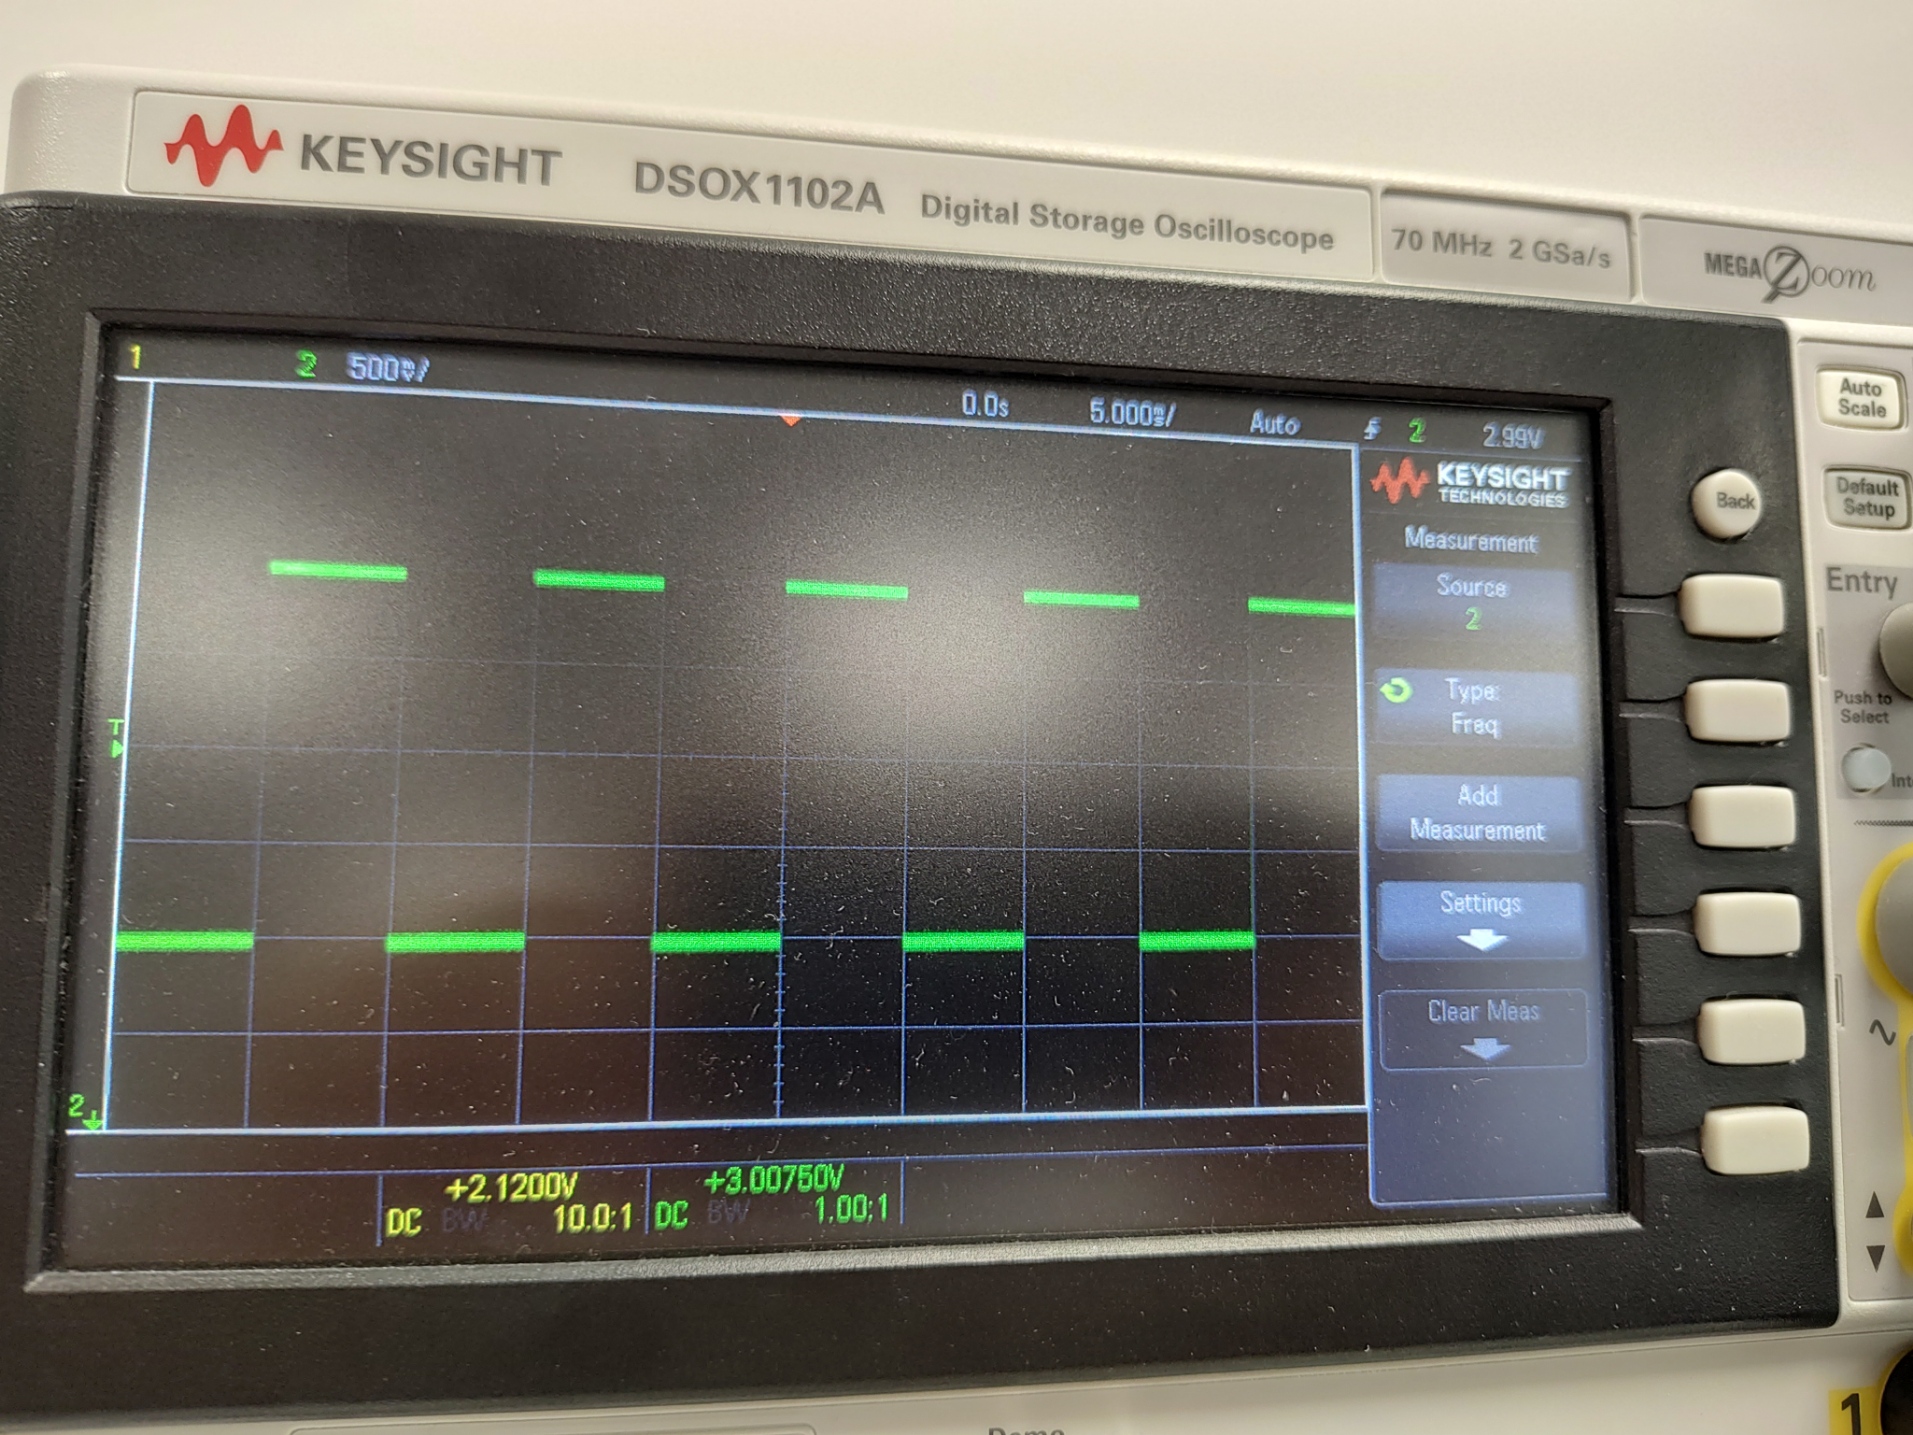 KEYSIGHT DSOX1102A Digital Storage Oscilloscope 70 MHz 2 GSa/s MEGA Zoom
1 2 500mV/ 0.0s 5.000ms/ Auto 2 2.99V
KEYSIGHT
TECHNOLOGIES
Measurement
Source
2
Type:
Freq
Add
Measurement
Settings
Clear Meas
T
2
+2.1200V
DC BW 10.0:1
+3.00750V
DC BW 1.00:1
Back
Auto
Scale
Default
Setup
Entry
Push to
Select
Int
1